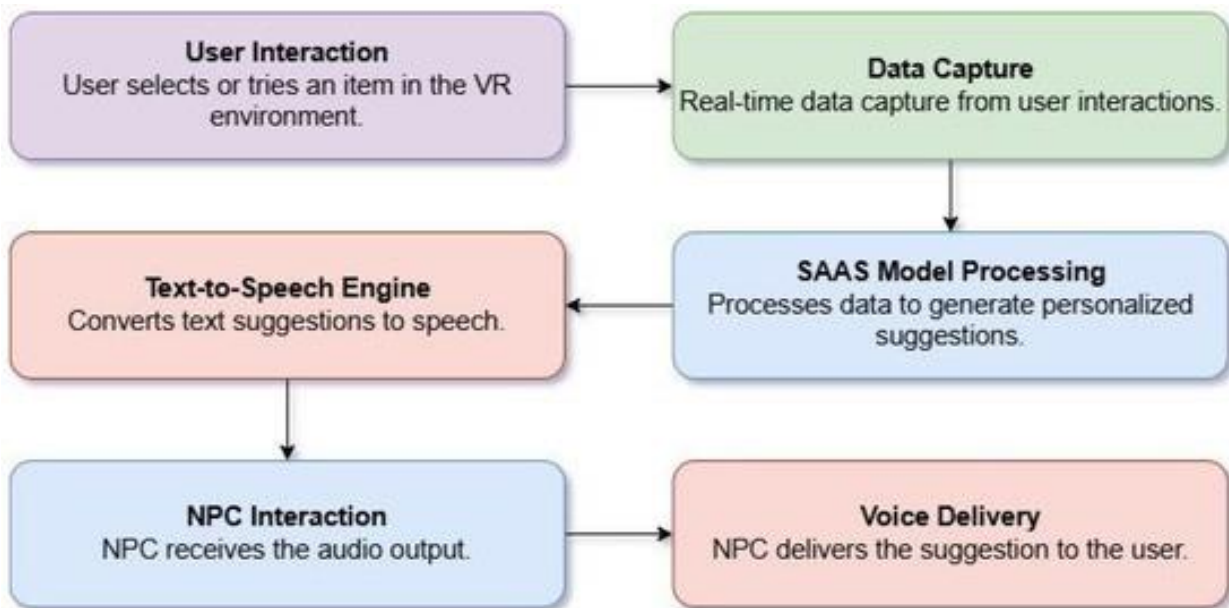 User Interaction
User selects or tries an item in the VR
environment.
Data Capture
Real-time data capture from user interactions.
SAAS Model Processing
Processes data to generate personalized
suggestions.
Text-to-Speech Engine
Converts text suggestions to speech.
NPC Interaction
NPC receives the audio output.
Voice Delivery
NPC delivers the suggestion to the user.